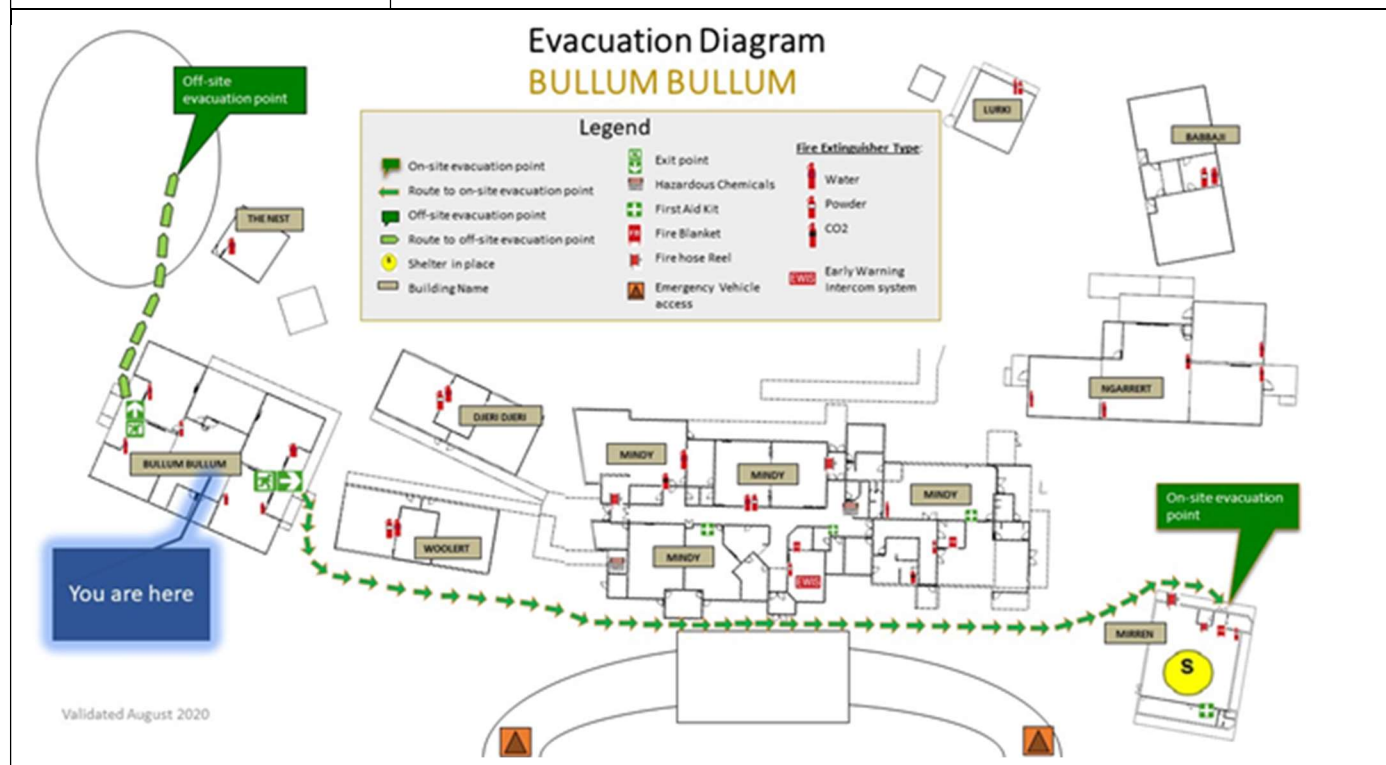 Evacuation Diagram
BULLUM BULLUM
Off-site
evacuation point
Legend
On-site evacuation point
Route to on-site evacuation point
Off-site evacuation point
Route to off-site evacuation point
S
Shelter in place
Building Name
Exit point
Hazardous Chemicals
First Aid Kit
FB
Fire Blanket
Fire hose Reel
Emergency Vehicle
access
Fire Extinguisher Type:
Water
Powder
CO2
EWIS
Early Warning
Intercom system
LURKI
BABBAJI
THE NEST
NGARRERT
DJERI DJERI
MINDY
MINDY
MINDY
BULLUM BULLUM
WOOLERT
MINDY
EWIS
On-site evacuation
point
You are here
MIRREN
S
Validated August 2020